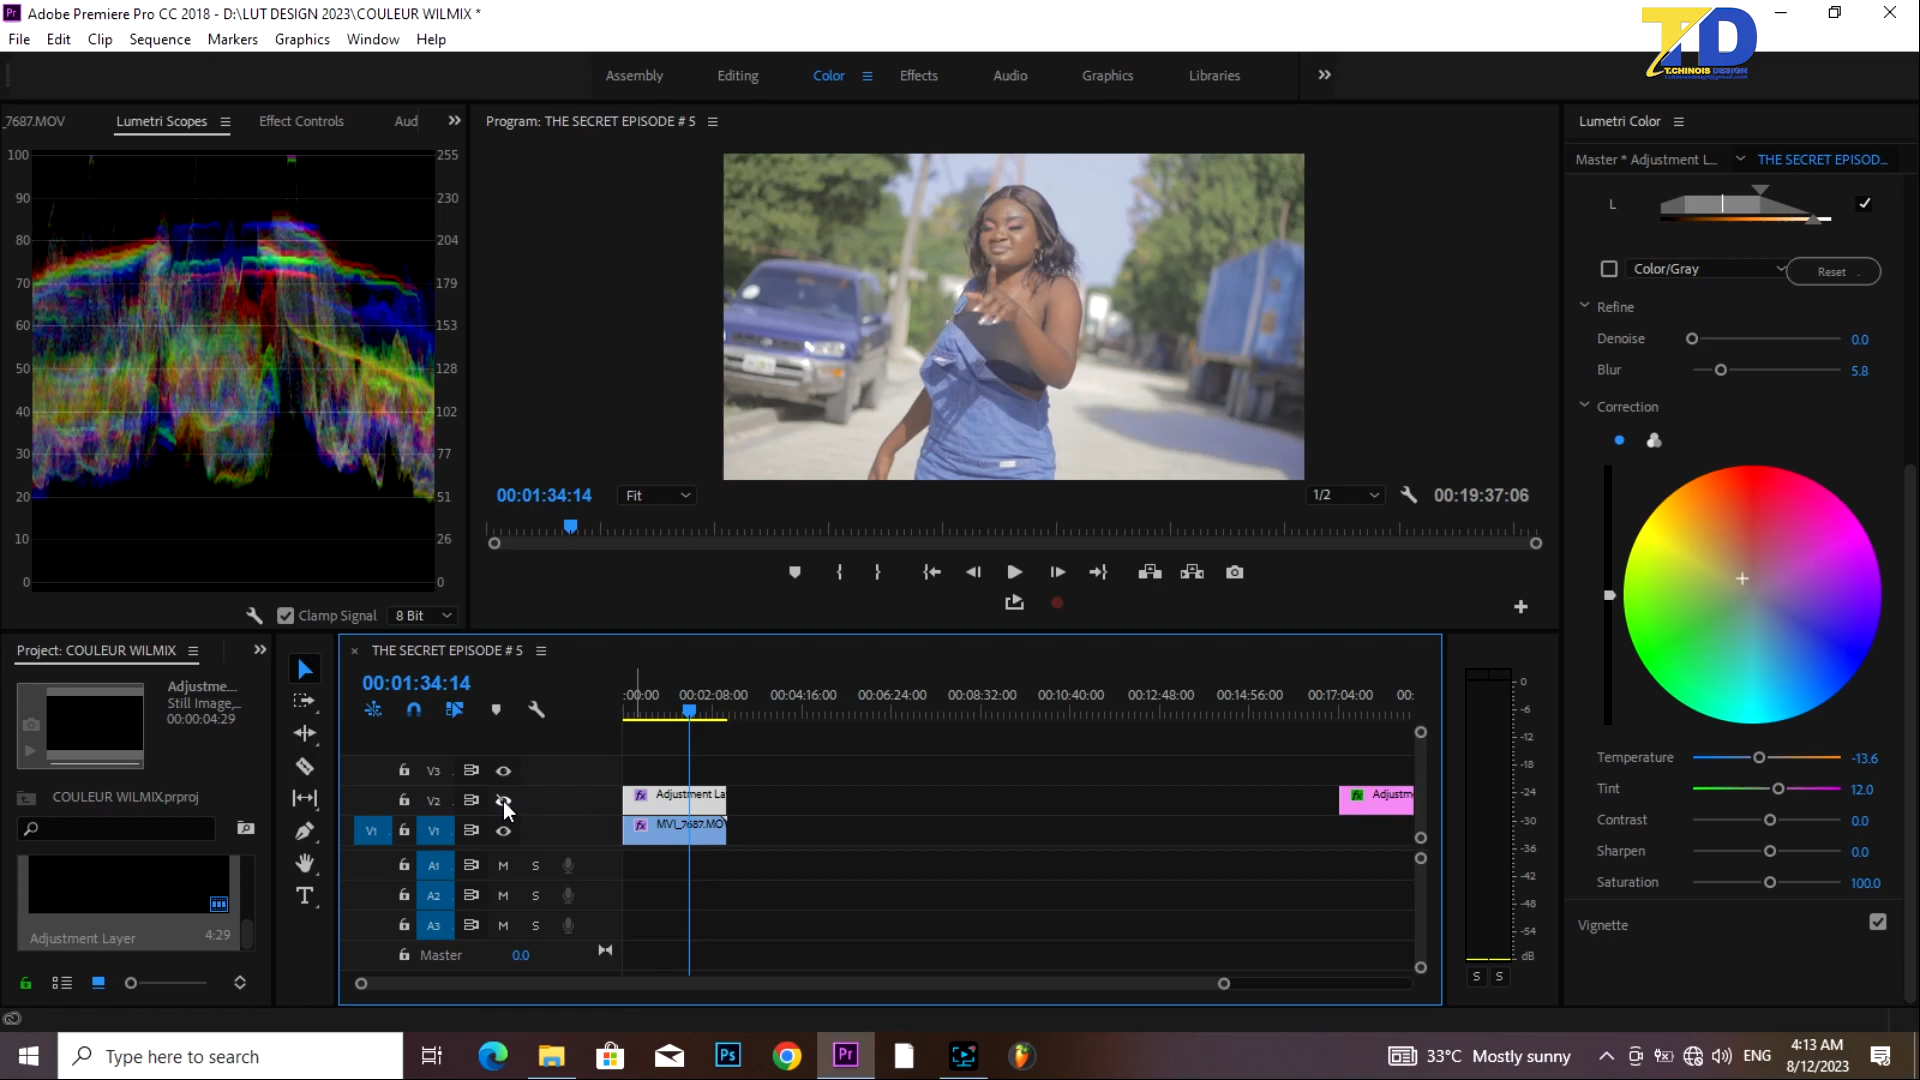 Adobe Premiere Pro CC 2018 - D:\LUT DESIGN 2023\COULEUR WILMIX *
File Edit Clip Sequence Markers Graphics Window Help
TD
T.CHINOIS DESIGN
Assembly Editing Color Effects Audio Graphics Libraries
_7687.MOV Lumetri Scopes Effect Controls Aud
Program: THE SECRET EPISODE # 5
Lumetri Color
Master * Adjustment L... THE SECRET EPISOD...
100 255
90 230
80 204
70 179
60 153
50 128
40 102
30 77
20 51
10 26
0 0
Clamp Signal 8 Bit
00:01:34:14 Fit 1/2 00:19:37:06
L
Color/Gray Reset
Refine
Denoise 0.0
Blur 5.8
Correction
Temperature -13.6
Tint 12.0
Contrast 0.0
Sharpen 0.0
Saturation 100.0
Vignette
Project: COULEUR WILMIX
Adjustme...
Still Image,...
00:00:04:29
COULEUR WILMIX.prproj
Adjustment Layer 4:29
THE SECRET EPISODE # 5
00:01:34:14
:00:00 00:02:08:00 00:04:16:00 00:06:24:00 00:08:32:00 00:10:40:00 00:12:48:00 00:14:56:00 00:17:04:00 00:
V3
V2 Adjustment La Adjustm
V1 V1 MVI_7687.MOV
A1 M S
A2 M S
A3 M S
Master 0.0
0
-6
-12
-18
-24
-30
-36
-42
-48
-54
dB
S S
Type here to search
Ps
Pr
33°C Mostly sunny
ENG
4:13 AM
8/12/2023